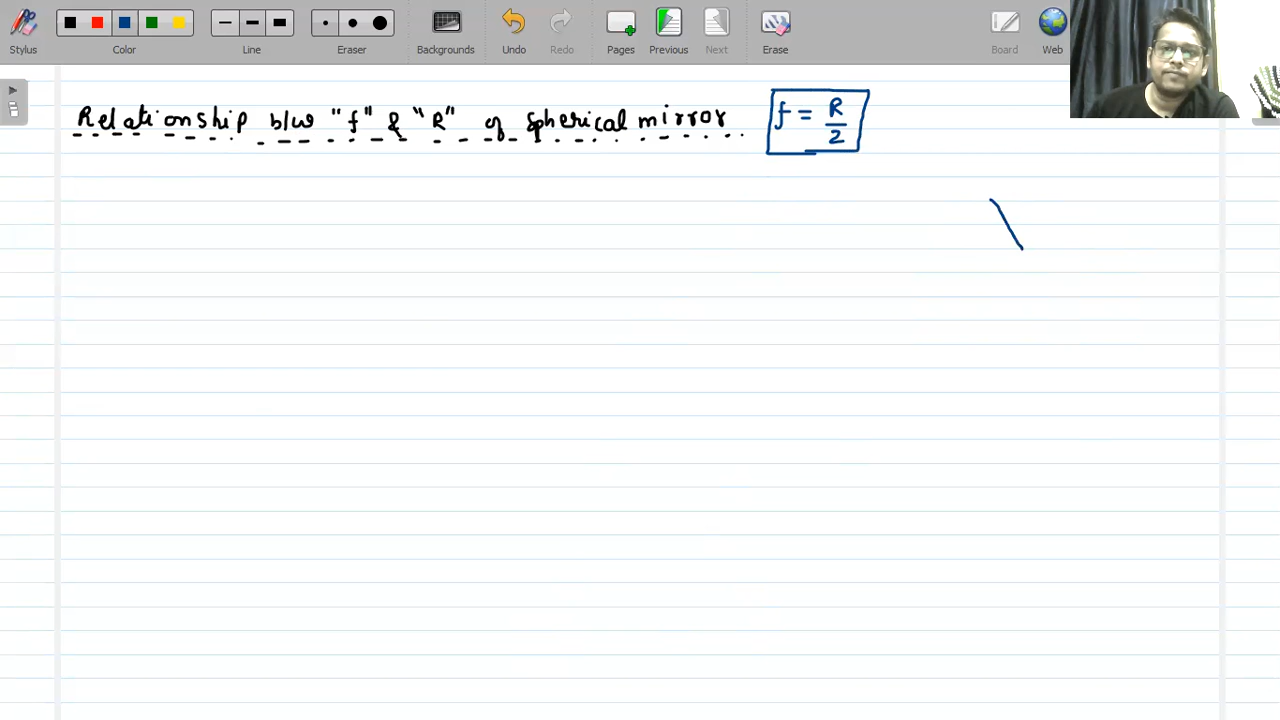 Stylus Color Line Eraser Backgrounds Undo Redo Pages Previous Next Erase Board Web
Relationship b/w "f" & "R" of spherical mirror. f = R/2